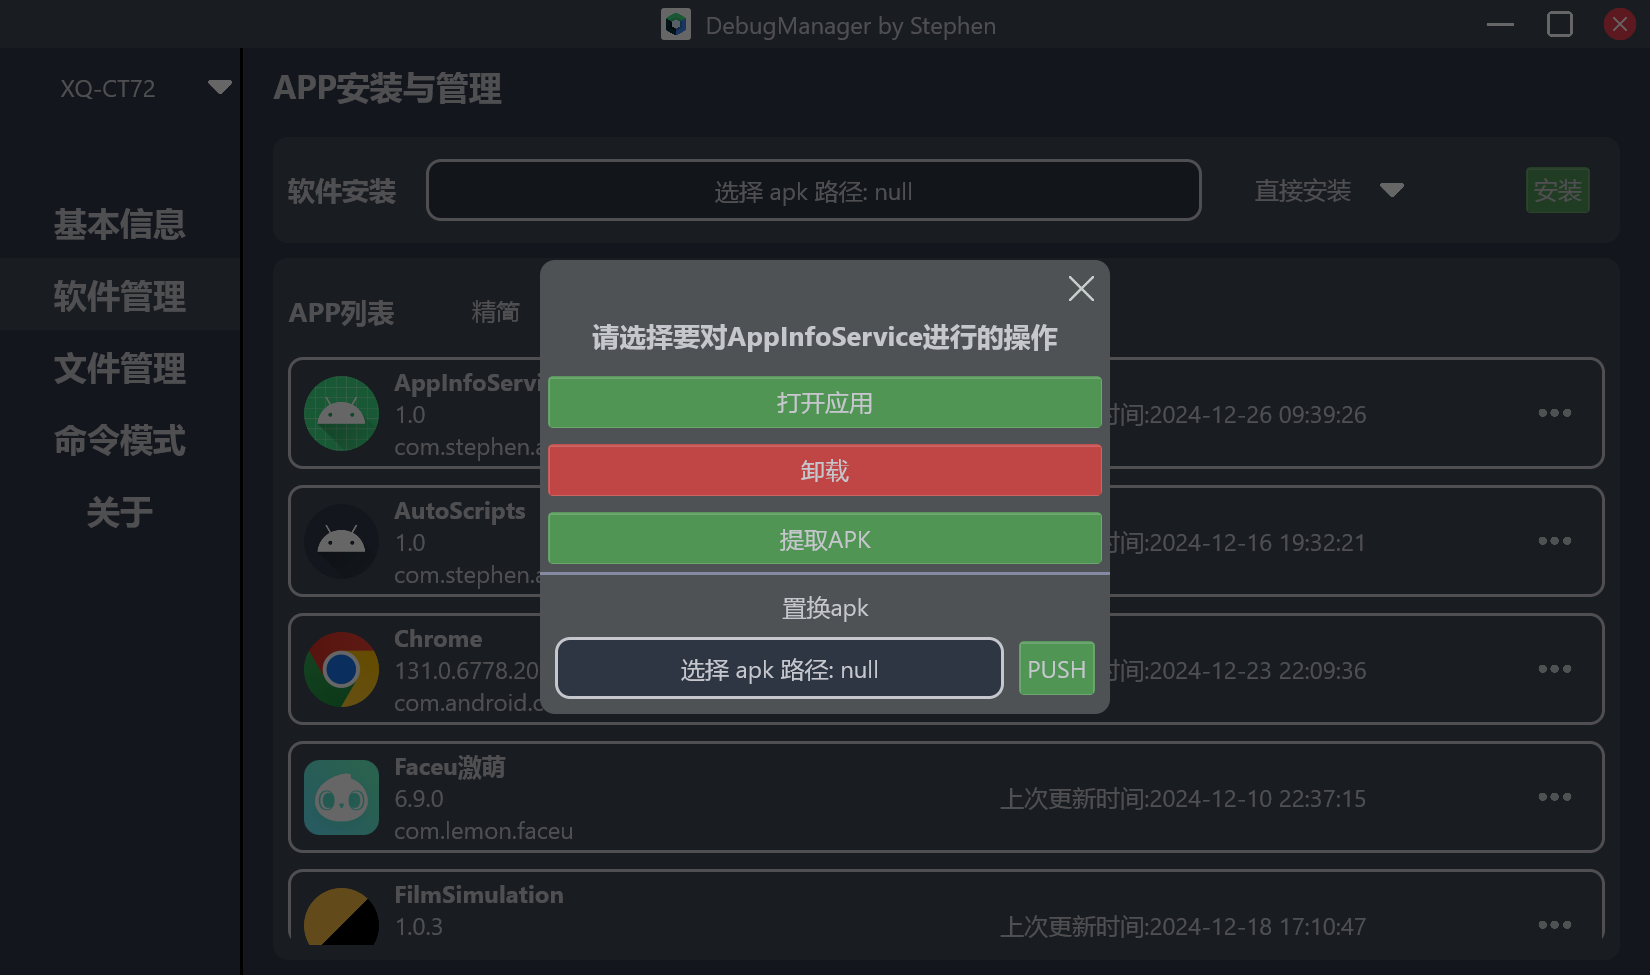 DebugManager by Stephen
XQ-CT72
基本信息
软件管理
文件管理
命令模式
关于
APP安装与管理
软件安装
选择 apk 路径: null
直接安装
安装
APP列表
精简
请选择要对AppInfoService进行的操作
打开应用
卸载
提取APK
置换apk
选择 apk 路径: null
PUSH
AppInfoServi
1.0
com.stephen.a
时间:2024-12-26 09:39:26
AutoScripts
1.0
com.stephen.a
时间:2024-12-16 19:32:21
Chrome
131.0.6778.20
com.android.c
时间:2024-12-23 22:09:36
Faceu激萌
6.9.0
com.lemon.faceu
上次更新时间:2024-12-10 22:37:15
FilmSimulation
1.0.3
上次更新时间:2024-12-18 17:10:47